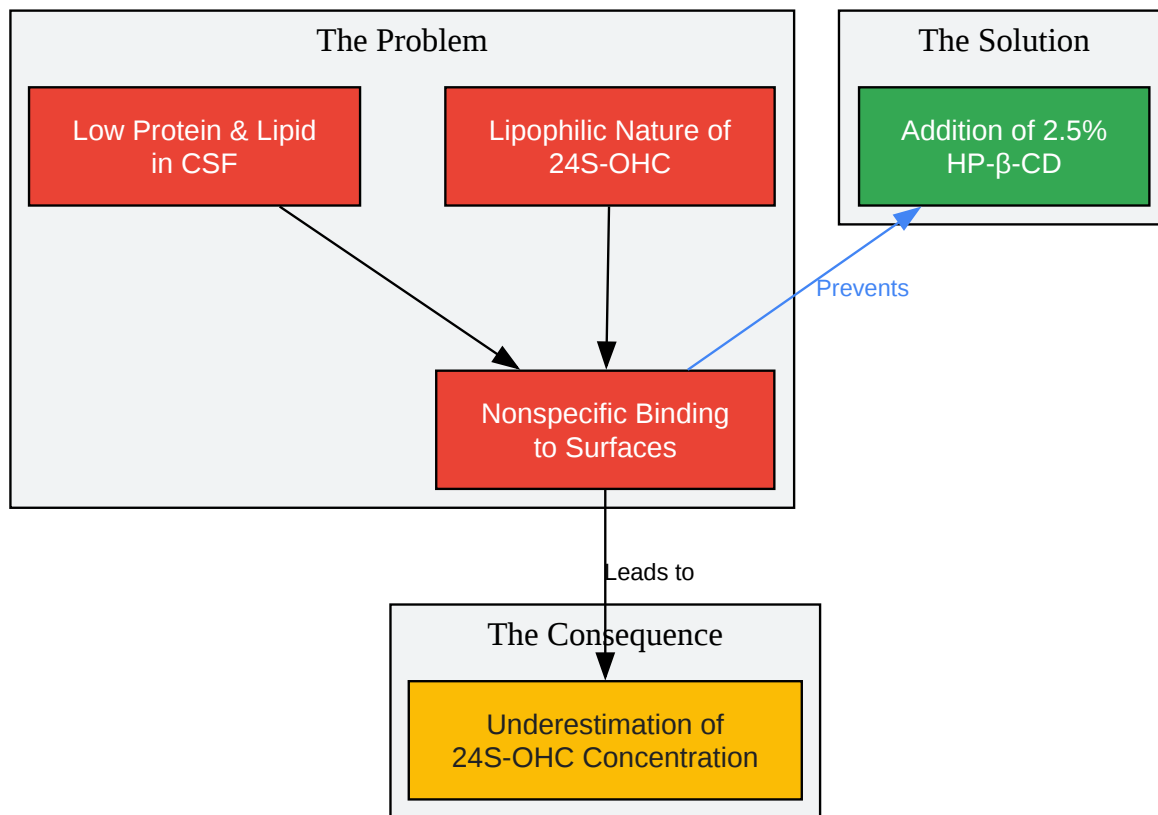 The Problem
Low Protein & Lipid
in CSF
Lipophilic Nature of
24S-OHC
Nonspecific Binding
to Surfaces
The Solution
Addition of 2.5%
HP-β-CD
Prevents
Leads to
The Consequence
Underestimation of
24S-OHC Concentration